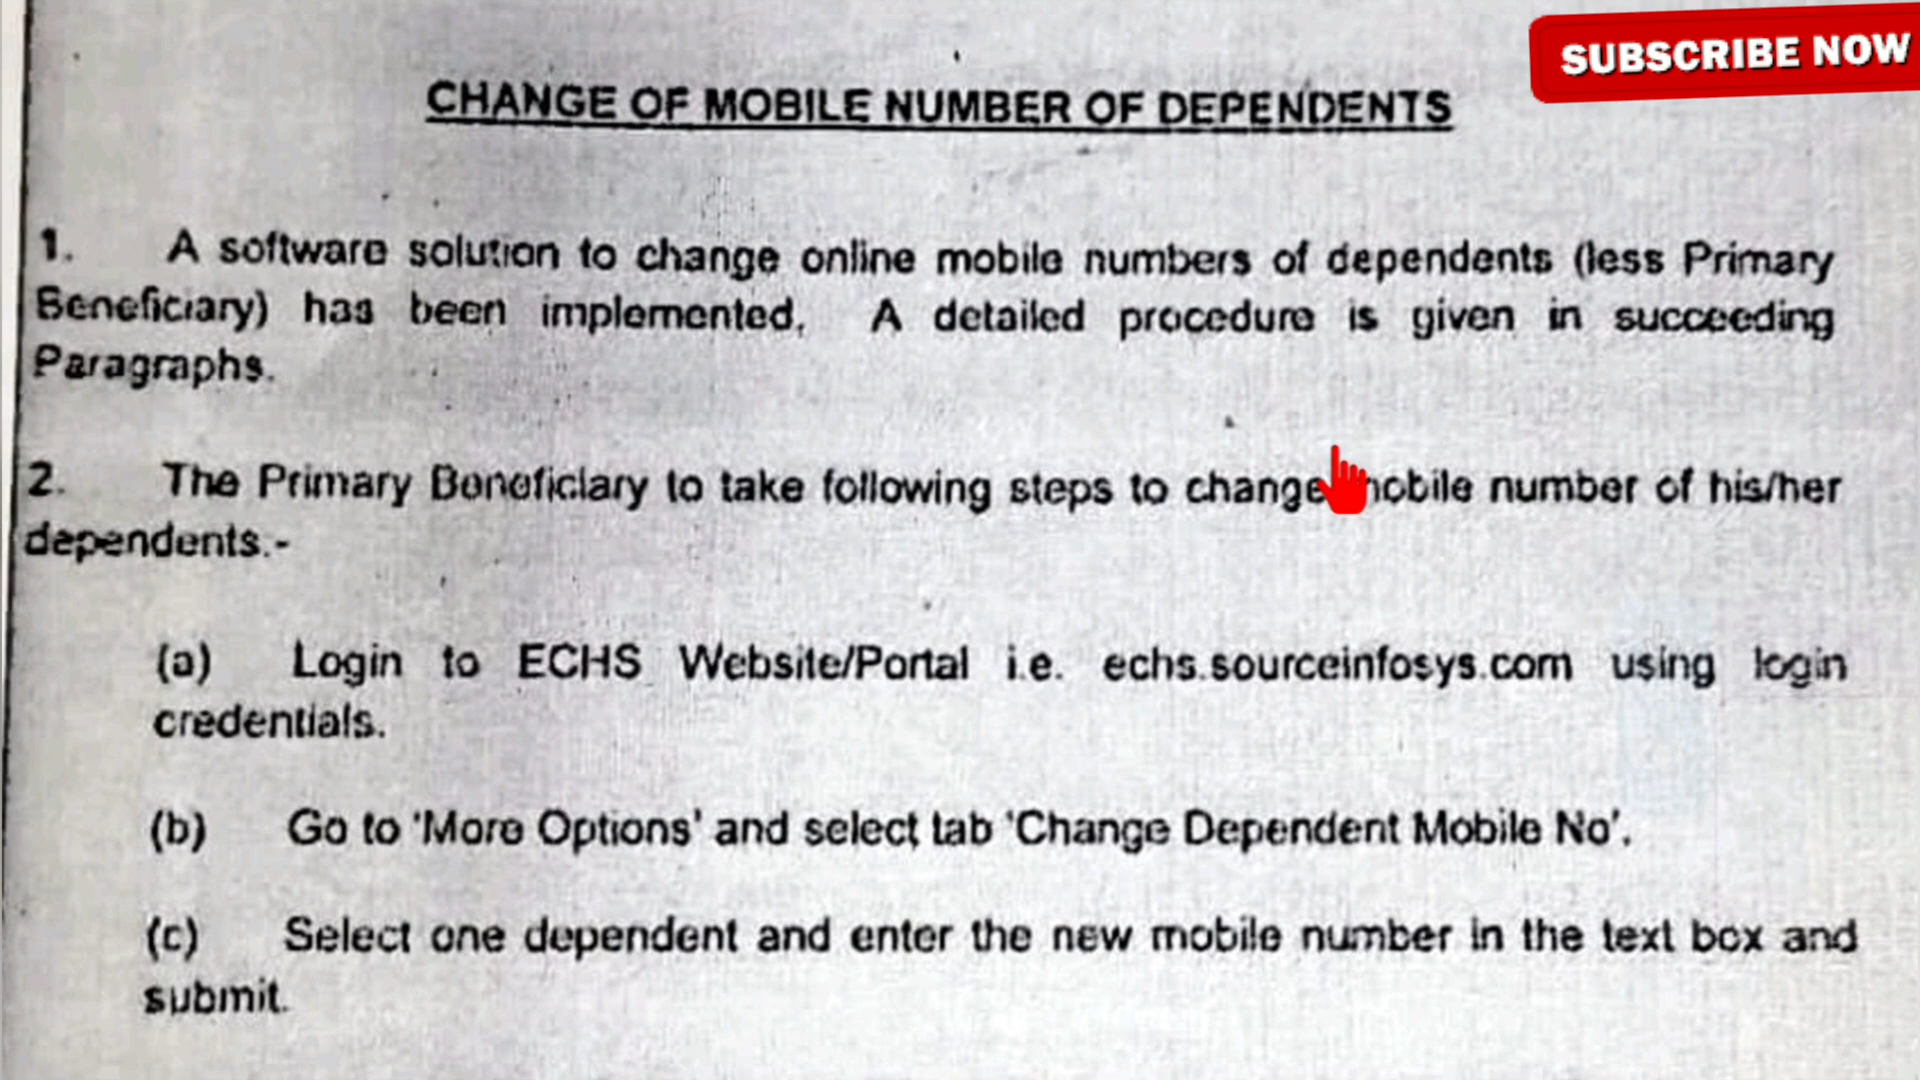 SUBSCRIBE NOW
CHANGE OF MOBILE NUMBER OF DEPENDENTS
1. A software solution to change online mobile numbers of dependents (less Primary
Beneficiary) has been implemented. A detailed procedure is given in succeeding
Paragraphs.
2. The Primary Beneficiary to take following steps to change mobile number of his/her
dependents.-
(a) Login to ECHS Website/Portal i.e. echs.sourceinfosys.com using login
credentials.
(b) Go to 'More Options' and select tab 'Change Dependent Mobile No'.
(c) Select one dependent and enter the new mobile number in the text box and
submit.